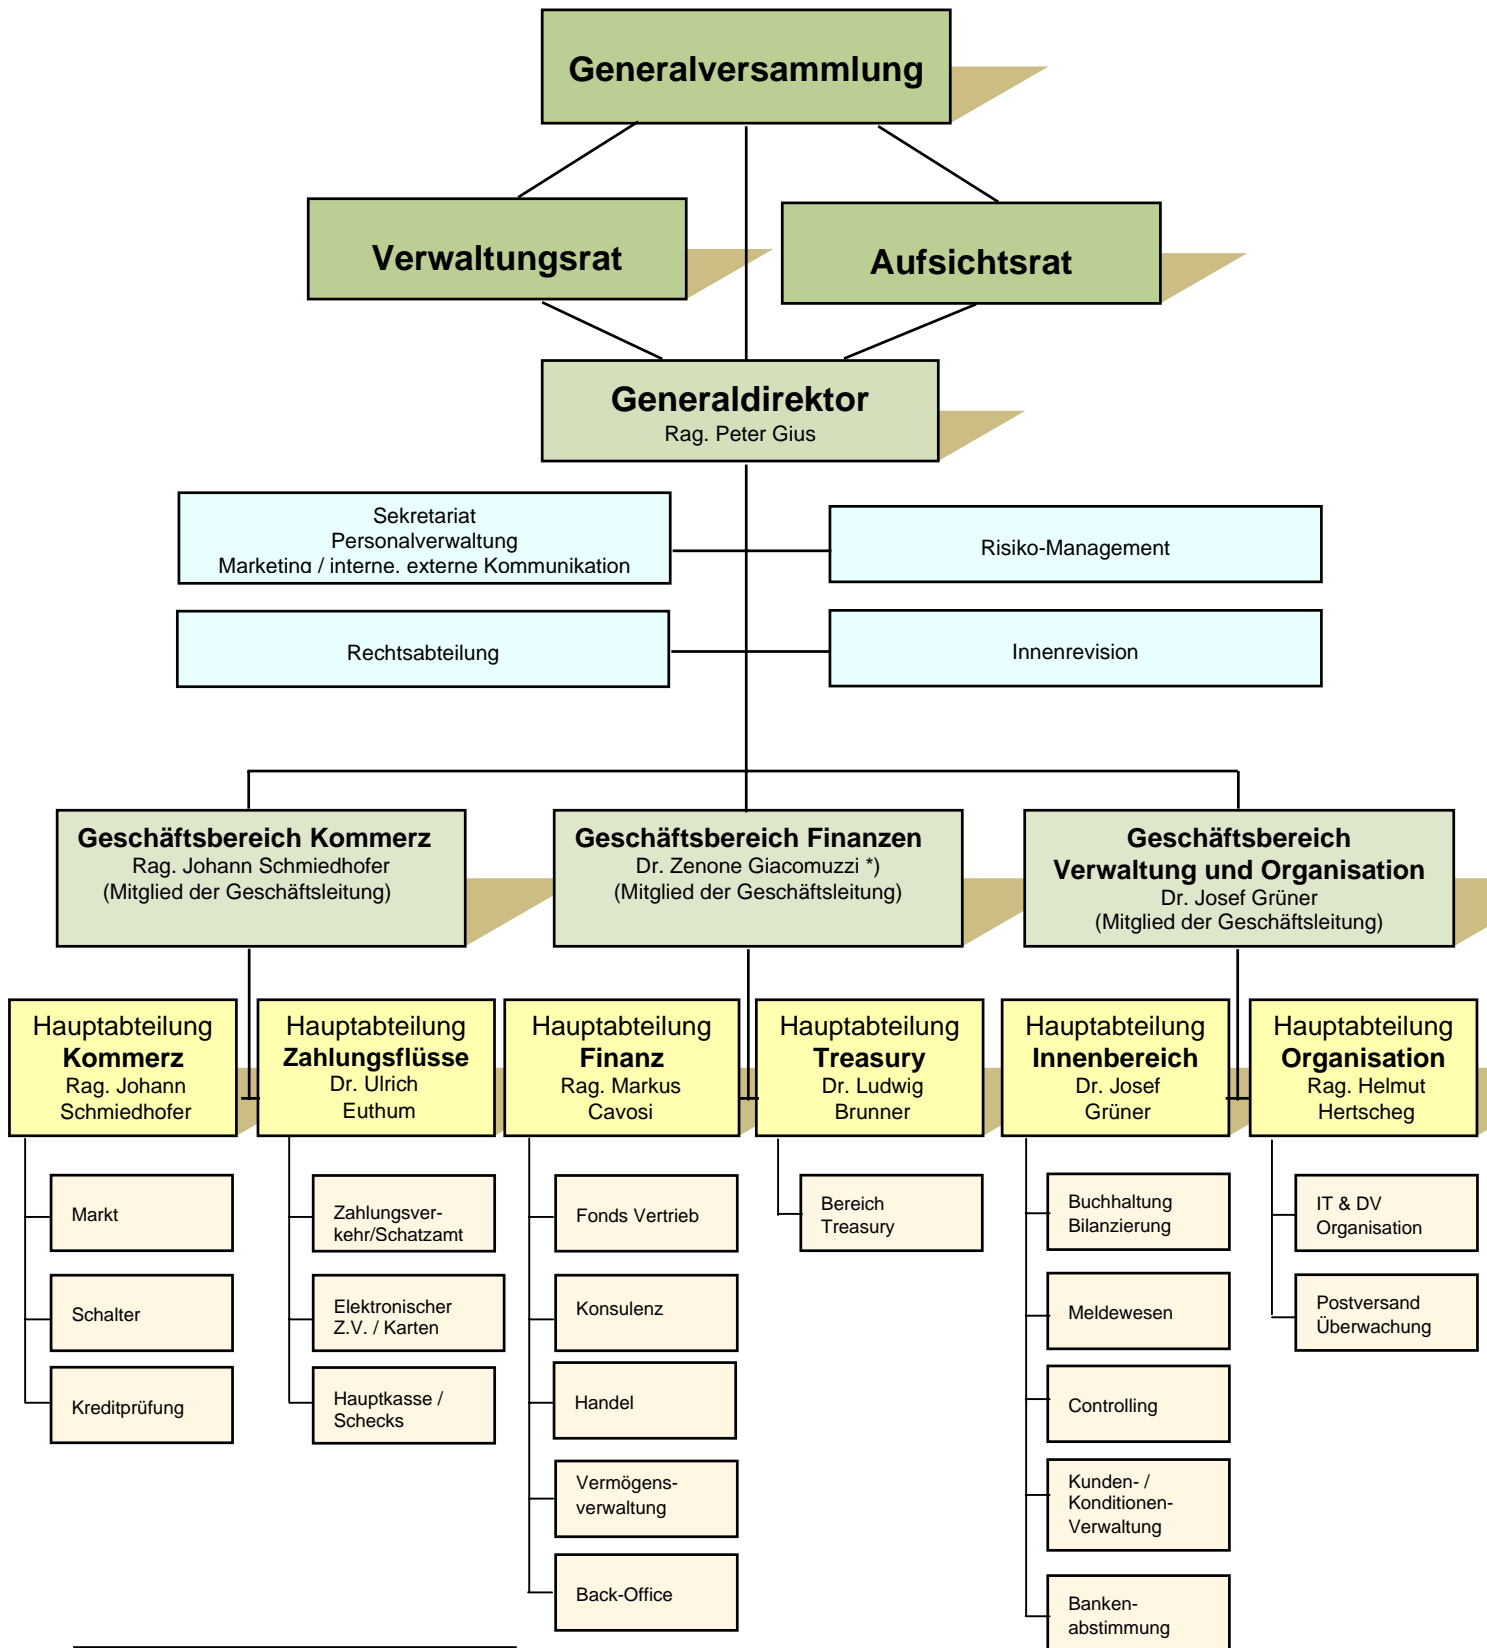 Generalversammlung
Verwaltungsrat
Aufsichtsrat
Generaldirektor
Rag. Peter Gius
Sekretariat
Personalverwaltung
Marketing / interne, externe Kommunikation
Risiko-Management
Rechtsabteilung
Innenrevision
Geschäftsbereich Kommerz
Rag. Johann Schmiedhofer
(Mitglied der Geschäftsleitung)
Geschäftsbereich Finanzen
Dr. Zenone Giacomuzzi *)
(Mitglied der Geschäftsleitung)
Geschäftsbereich
Verwaltung und Organisation
Dr. Josef Grüner
(Mitglied der Geschäftsleitung)
Hauptabteilung
Kommerz
Rag. Johann
Schmiedhofer
Hauptabteilung
Zahlungsflüsse
Dr. Ulrich
Euthum
Hauptabteilung
Finanz
Rag. Markus
Cavosi
Hauptabteilung
Treasury
Dr. Ludwig
Brunner
Hauptabteilung
Innenbereich
Dr. Josef
Grüner
Hauptabteilung
Organisation
Rag. Helmut
Hertscheg
Markt
Schalter
Kreditprüfung
Zahlungsver-
kehr/Schatzamt
Elektronischer
Z.V. / Karten
Hauptkasse /
Schecks
Fonds Vertrieb
Konsulenz
Handel
Vermögens-
verwaltung
Back-Office
Bereich
Treasury
Buchhaltung
Bilanzierung
Meldewesen
Controlling
Kunden- /
Konditionen-
Verwaltung
Banken-
abstimmung
IT & DV
Organisation
Postversand
Überwachung